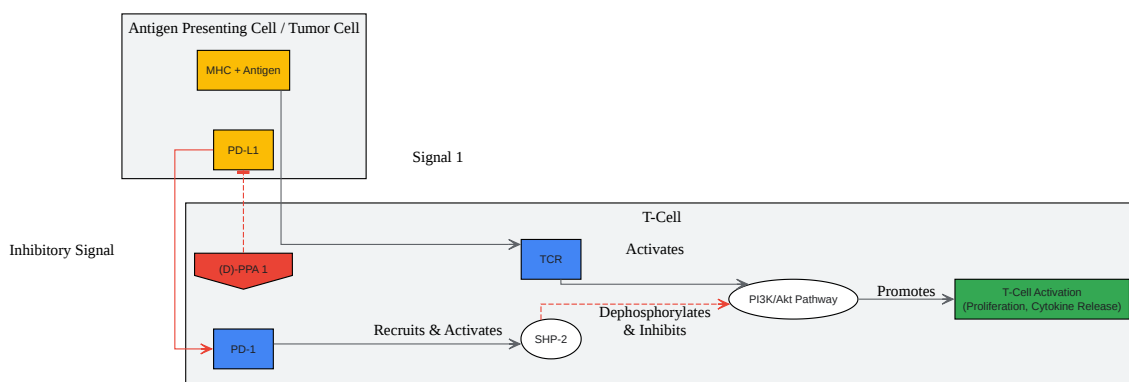 Antigen Presenting Cell / Tumor Cell
MHC + Antigen
PD-L1
Signal 1
T-Cell
Inhibitory Signal
(D)-PPA 1
TCR
Activates
PI3K/Akt Pathway
Promotes
T-Cell Activation
(Proliferation, Cytokine Release)
Dephosphorylates
& Inhibits
Recruits & Activates
SHP-2
PD-1